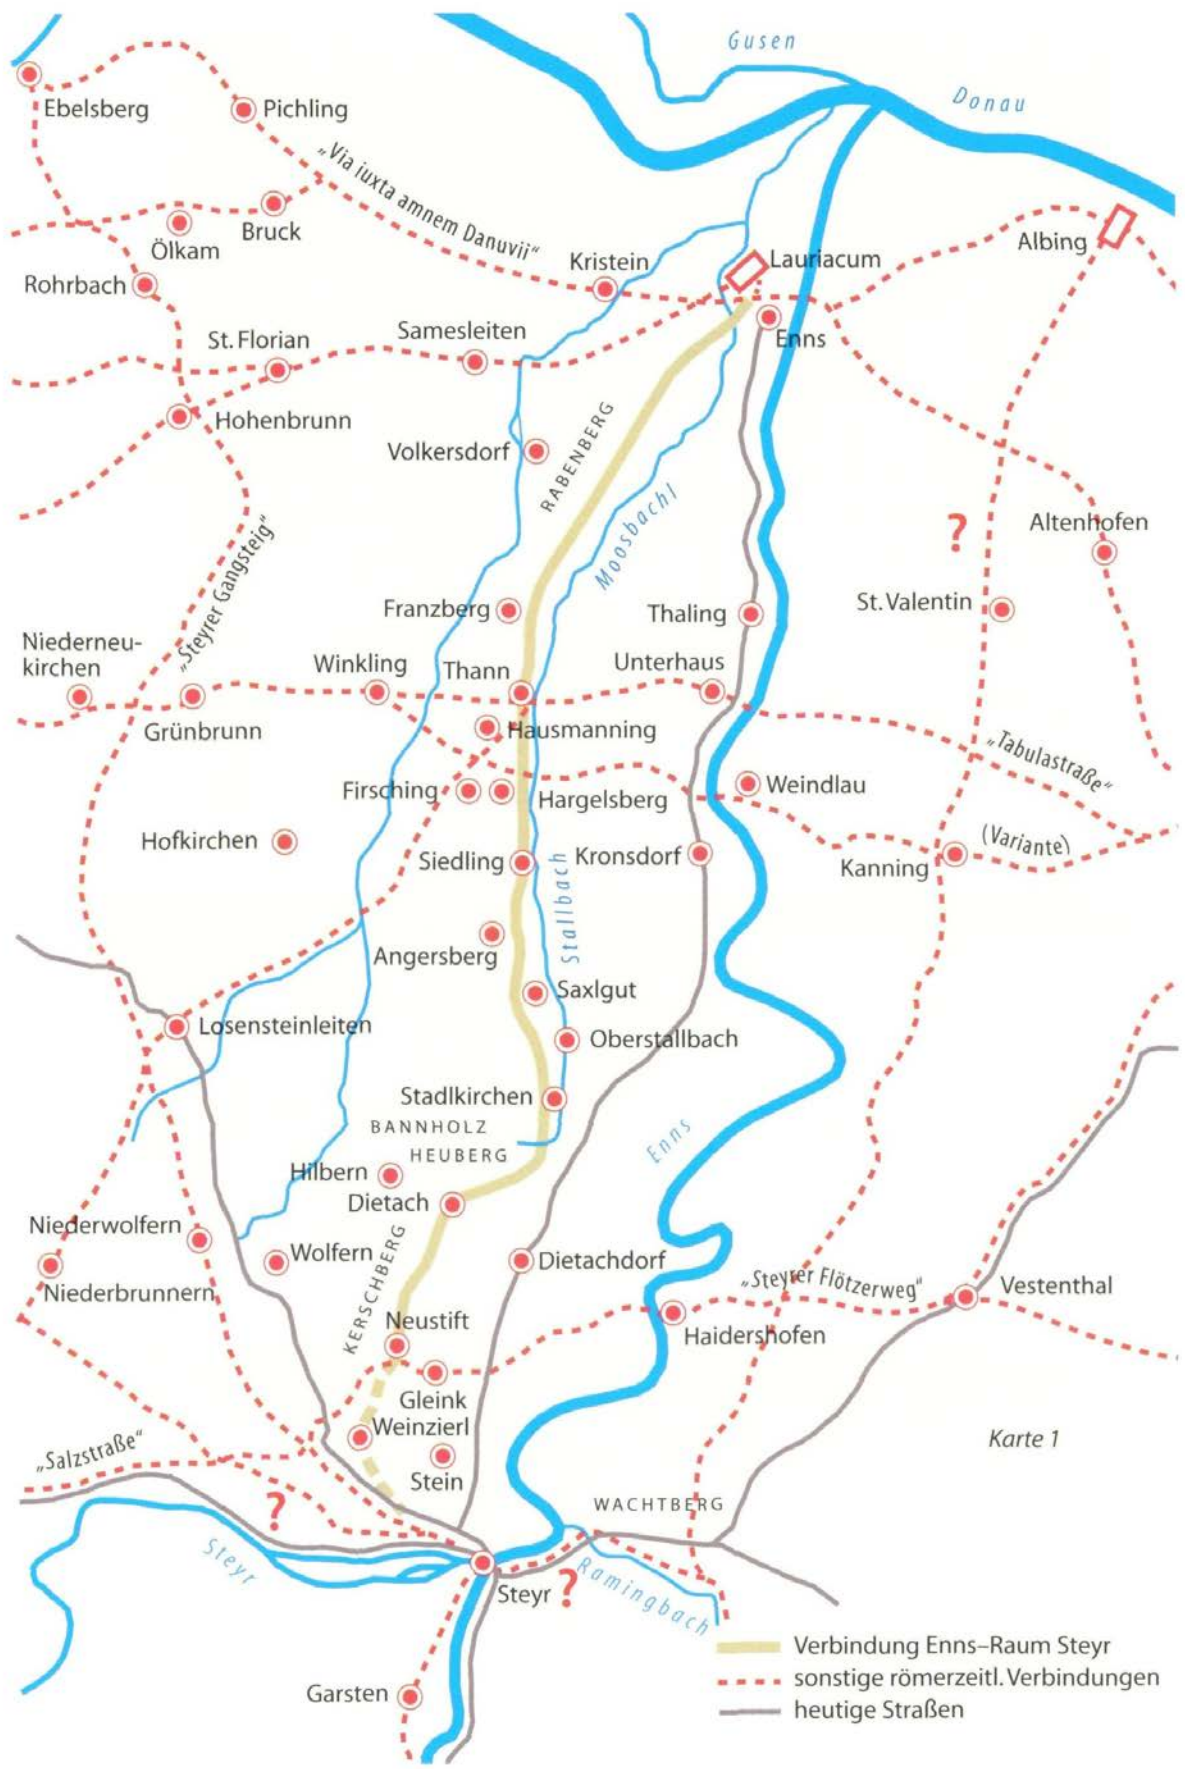 Gusen
Donau
Ebelsberg
Pichling
„Via iuxta amnem Danuvii“
Bruck
Ölkam
Albing
Rohrbach
Kristein
Lauriacum
St. Florian
Samesleiten
Enns
Hohenbrunn
Volkersdorf
RABENBERG
Moosbachl
?
Altenhofen
„Steyrer Gangsteig“
Franzberg
Thaling
St. Valentin
Niederneu-
kirchen
Winkling
Thann
Unterhaus
Grünbrunn
Hausmanning
„Tabulastraße“
Firsching
Hargelsberg
Weindlau
Hofkirchen
Siedling
Kronsdorf
(Variante)
Kanning
Stallbach
Angersberg
Saxlgut
Losensteinleiten
Oberstallbach
Stadlkirchen
BANNHOLZ
HEUBERG
Enns
Hilbern
Dietach
Niederwolfern
Wolfern
KERSCHBERG
Dietachdorf
Niederbrunnern
„Steyrer Flötzerweg“
Vestenthal
Neustift
Haidershofen
Gleink
Weinzierl
Karte 1
„Salzstraße“
Stein
?
WACHTBERG
Steyr
Steyr
?
Ramingbach
Garsten
Verbindung Enns–Raum Steyr
sonstige römerzeitl. Verbindungen
heutige Straßen